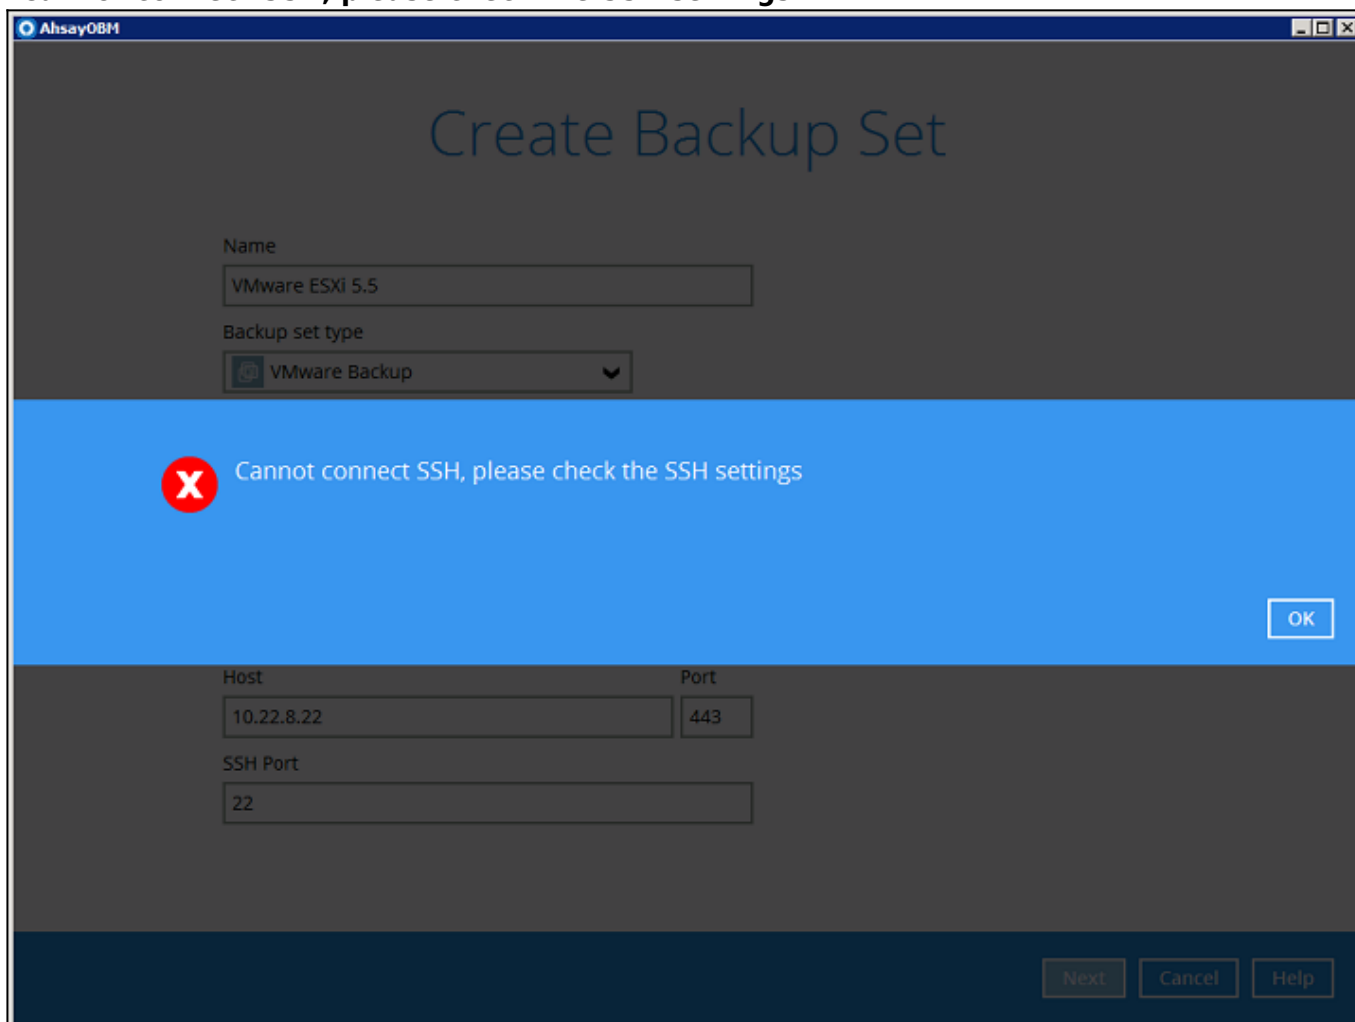 AhsayOBM
Create Backup Set
Name
VMware ESXi 5.5
Backup set type
VMware Backup
Cannot connect SSH, please check the SSH settings
OK
Host Port
10.22.8.22 443
SSH Port
22
Next Cancel Help